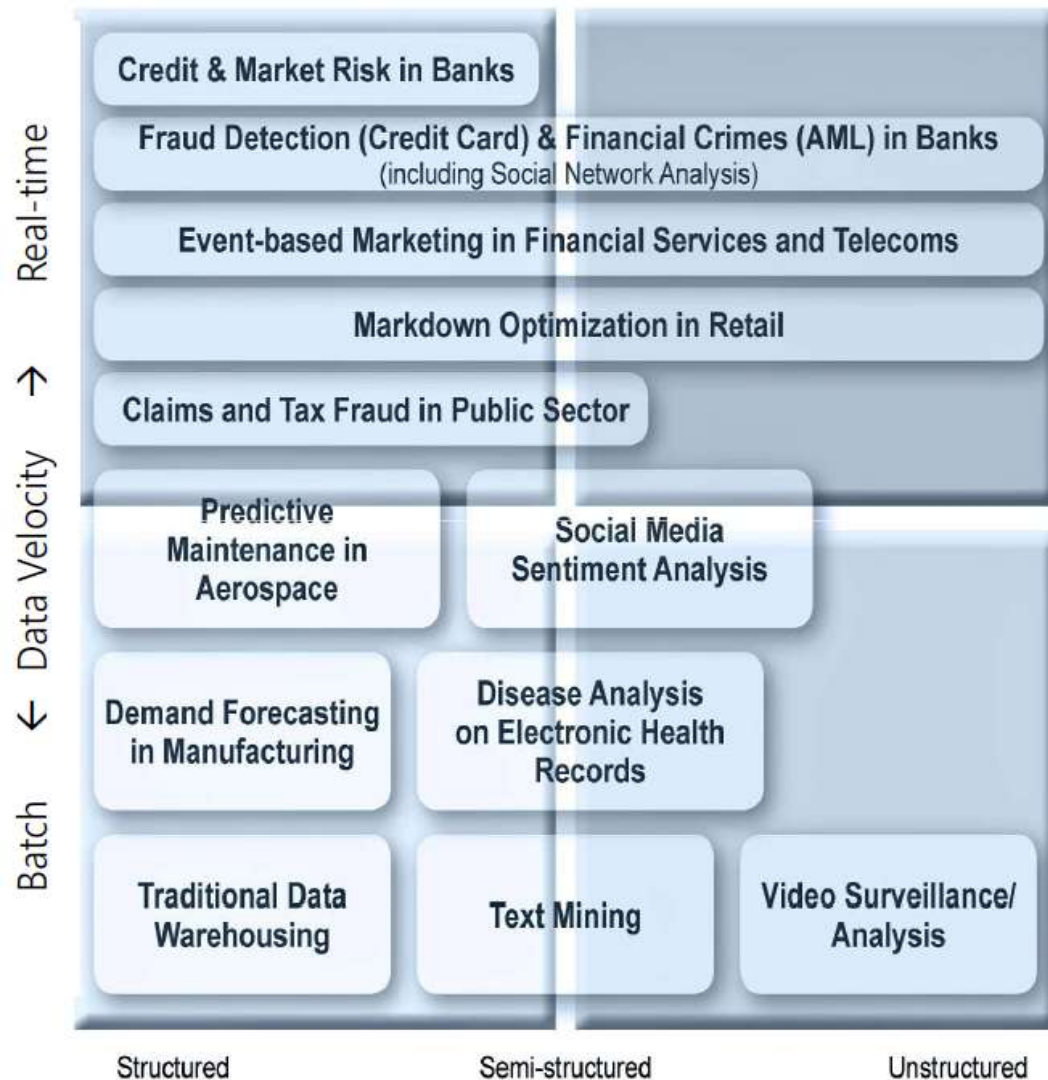 Credit & Market Risk in Banks
Fraud Detection (Credit Card) & Financial Crimes (AML) in Banks
(including Social Network Analysis)
Event-based Marketing in Financial Services and Telecoms
Markdown Optimization in Retail
Claims and Tax Fraud in Public Sector
Predictive
Maintenance in
Aerospace
Social Media
Sentiment Analysis
Demand Forecasting
in Manufacturing
Disease Analysis
on Electronic Health
Records
Traditional Data
Warehousing
Text Mining
Video Surveillance/
Analysis
Batch ← Data Velocity → Real-time
Structured
Semi-structured
Unstructured